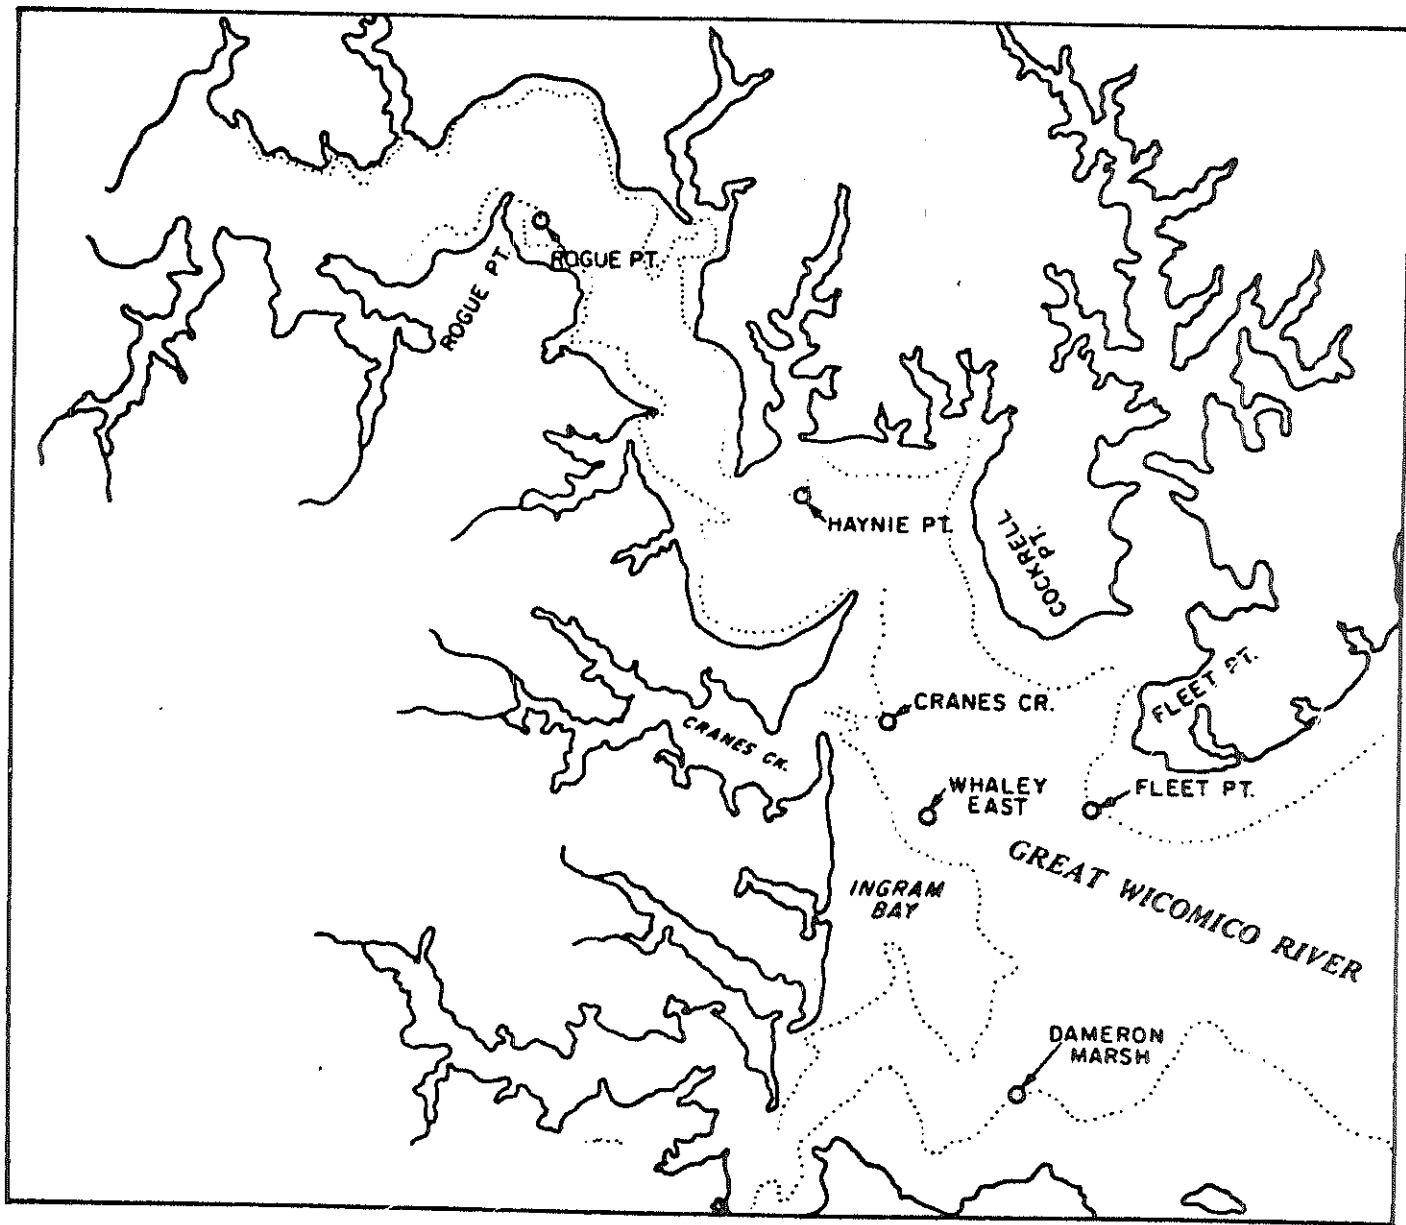 ROGUE PT.
ROGUE PT.
HAYNIE PT.
COCKRELL
PT.
FLEET PT.
CRANES CR.
CRANES CK.
WHALEY
EAST
FLEET PT.
GREAT WICOMICO RIVER
INGRAM
BAY
DAMERON
MARSH